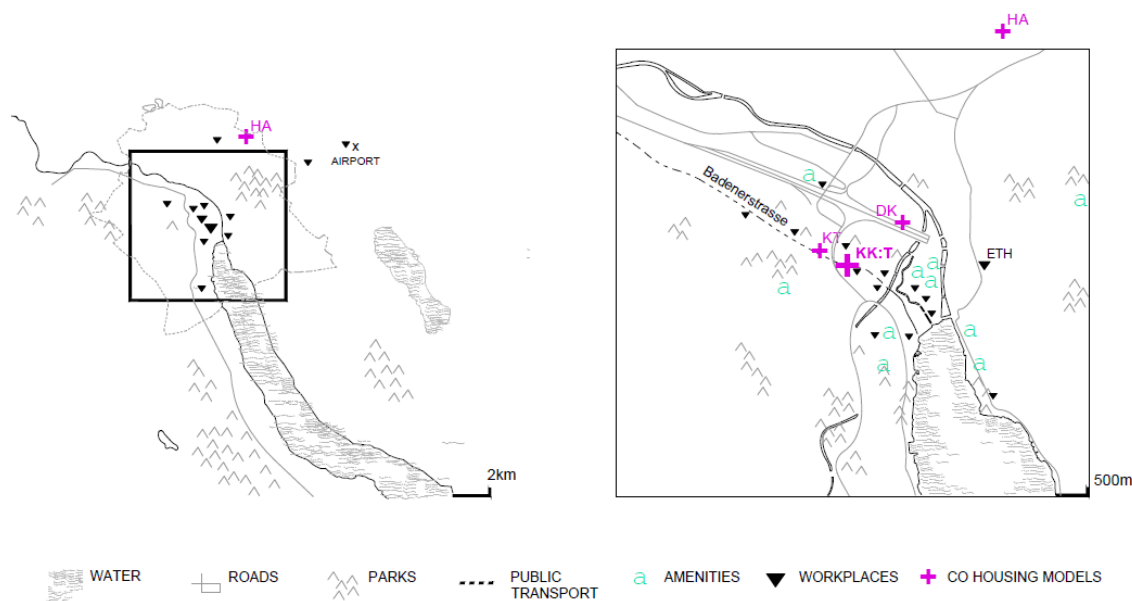 HA
HA
x
AIRPORT
a
Badenerstrasse
a
DK
KT
KK:T
a
ETH
a
a
a
a
a
a
a
2km
500m
WATER
ROADS
PARKS
PUBLIC
TRANSPORT
a
AMENITIES
WORKPLACES
CO HOUSING MODELS